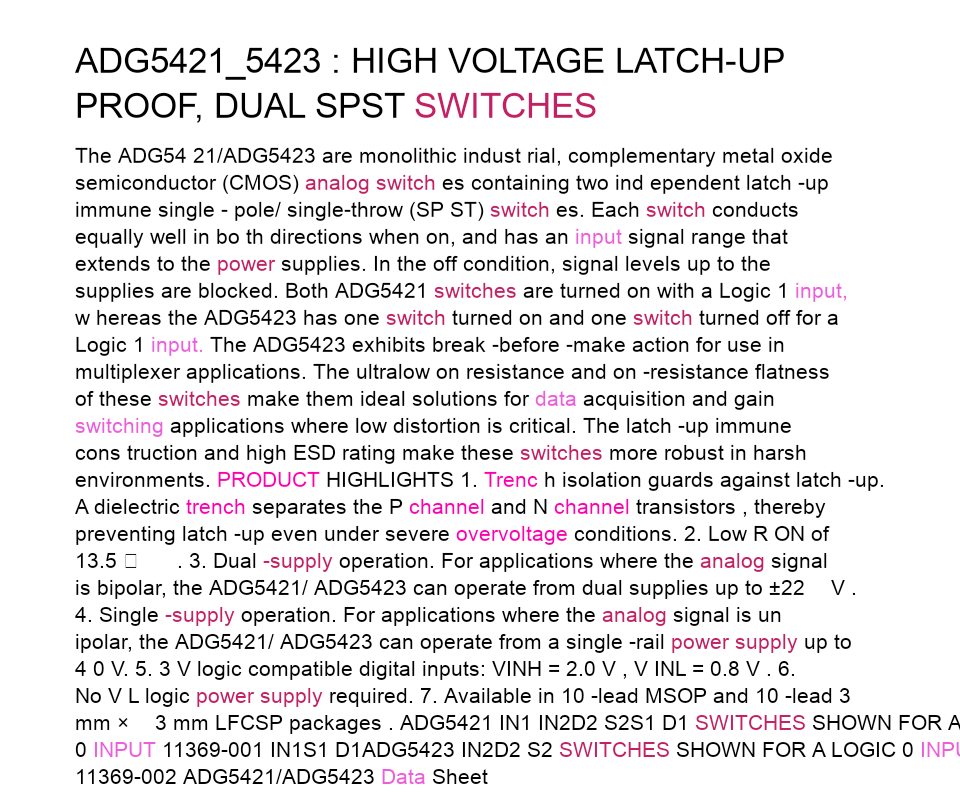 ADG5421_5423 : HIGH VOLTAGE LATCH-UP
PROOF, DUAL SPST SWITCHES
The ADG54 21/ADG5423 are monolithic indust rial, complementary metal oxide
semiconductor (CMOS) analog switch es containing two ind ependent latch -up
immune single - pole/ single-throw (SP ST) switch es. Each switch conducts
equally well in bo th directions when on, and has an input signal range that
extends to the power supplies. In the off condition, signal levels up to the
supplies are blocked. Both ADG5421 switches are turned on with a Logic 1 input,
w hereas the ADG5423 has one switch turned on and one switch turned off for a
Logic 1 input. The ADG5423 exhibits break -before -make action for use in
multiplexer applications. The ultralow on resistance and on -resistance flatness
of these switches make them ideal solutions for data acquisition and gain
switching applications where low distortion is critical. The latch -up immune
cons truction and high ESD rating make these switches more robust in harsh
environments. PRODUCT HIGHLIGHTS 1. Trenc h isolation guards against latch -up.
A dielectric trench separates the P channel and N channel transistors , thereby
preventing latch -up even under severe overvoltage conditions. 2. Low R ON of
13.5 □ . 3. Dual -supply operation. For applications where the analog signal
is bipolar, the ADG5421/ ADG5423 can operate from dual supplies up to ±22 V .
4. Single -supply operation. For applications where the analog signal is un
ipolar, the ADG5421/ ADG5423 can operate from a single -rail power supply up to
4 0 V. 5. 3 V logic compatible digital inputs: VINH = 2.0 V , V INL = 0.8 V . 6.
No V L logic power supply required. 7. Available in 10 -lead MSOP and 10 -lead 3
mm × 3 mm LFCSP packages . ADG5421 IN1 IN2D2 S2S1 D1 SWITCHES SHOWN FOR A
0 INPUT 11369-001 IN1S1 D1ADG5423 IN2D2 S2 SWITCHES SHOWN FOR A LOGIC 0
11369-002 ADG5421/ADG5423 Data Sheet